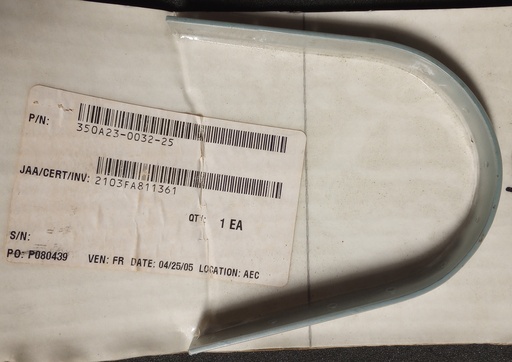 P/N:
350A23-0032-25
JAA/CERT/INV:
2103FA811361
QTY: 1 EA
S/N:
PO: P080439 VEN: FR DATE: 04/25/05 LOCATION: AEC